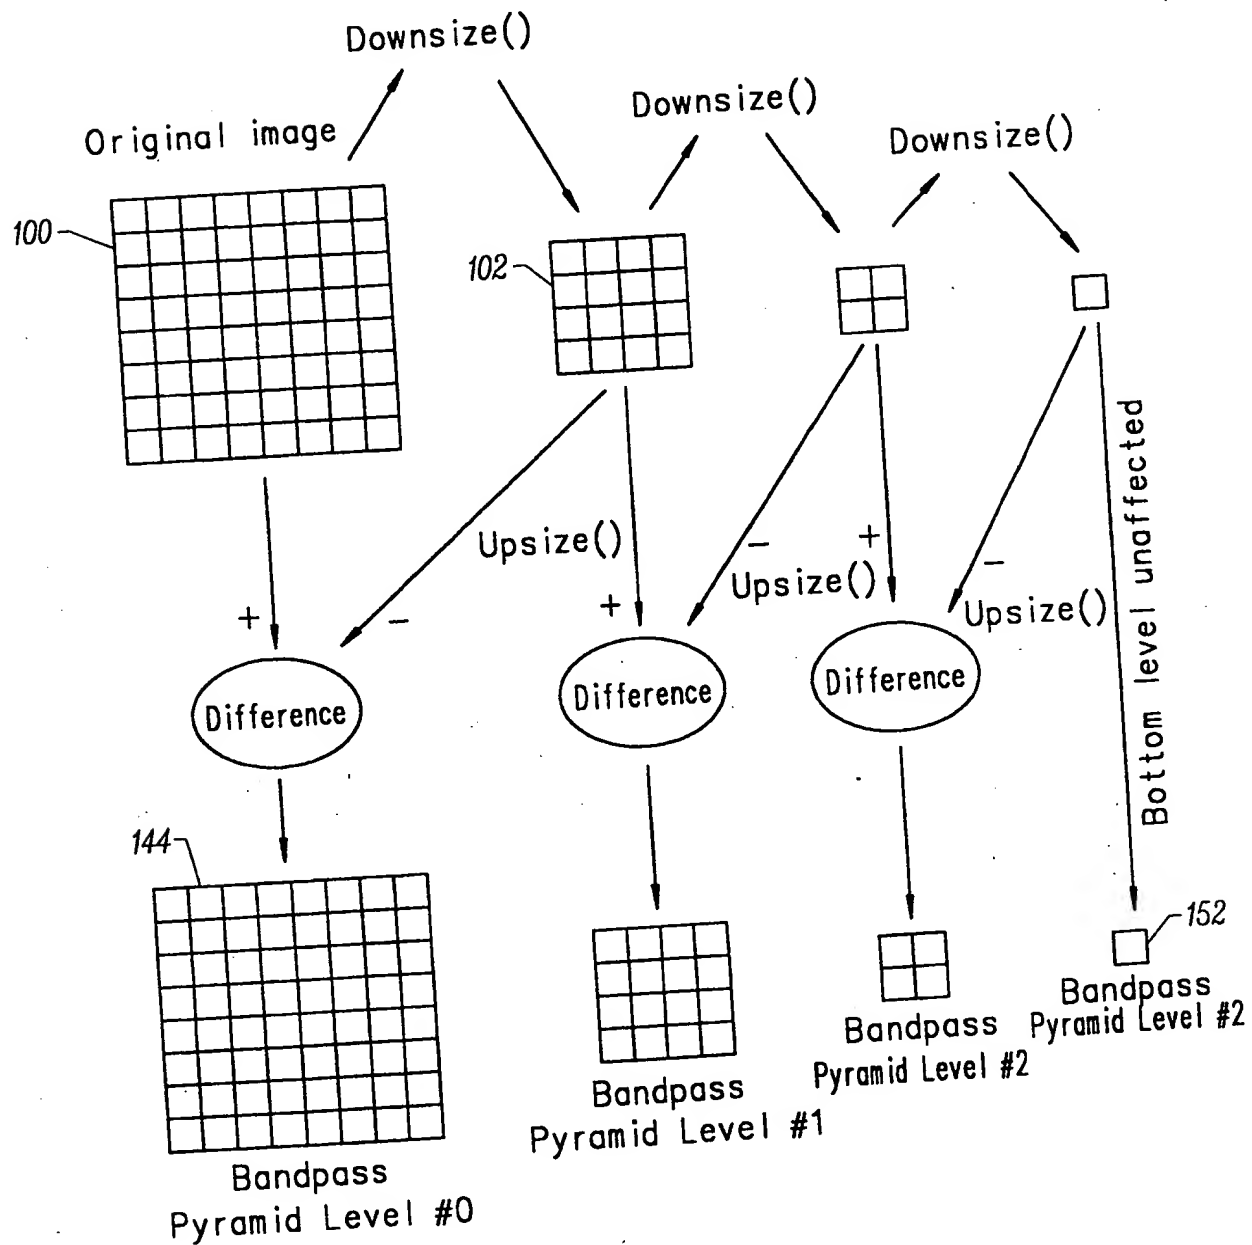 Downsize()
Downsize()
Downsize()
Original image
100
102
Upsize()
+
-
+
-
Upsize()
+
-
Upsize()
Bottom level unaffected
Difference
Difference
Difference
144
152
Bandpass
Pyramid Level #0
Bandpass
Pyramid Level #1
Bandpass
Pyramid Level #2
Bandpass
Pyramid Level #2